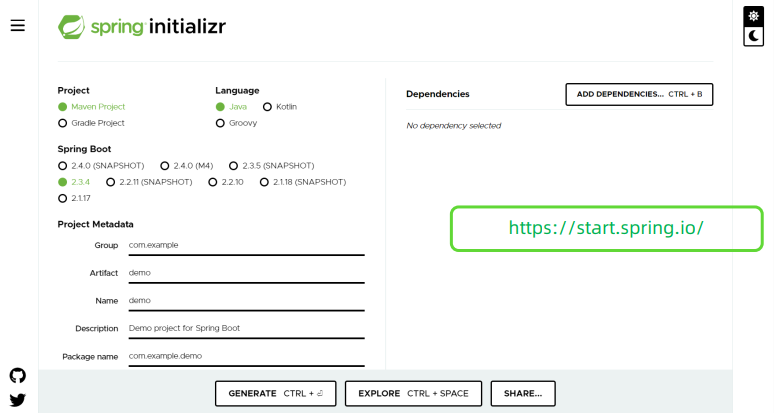 spring initializr
Project
Maven Project
Gradle Project
Language
Java Kotlin
Groovy
Spring Boot
2.4.0 (SNAPSHOT) 2.4.0 (M4) 2.3.5 (SNAPSHOT)
2.3.4 2.2.11 (SNAPSHOT) 2.2.10 2.1.18 (SNAPSHOT)
2.1.17
Project Metadata
Group com.example
Artifact demo
Name demo
Description Demo project for Spring Boot
Package name com.example.demo
Dependencies ADD DEPENDENCIES... CTRL + B
No dependency selected
https://start.spring.io/
GENERATE CTRL + ⏎ EXPLORE CTRL + SPACE SHARE...